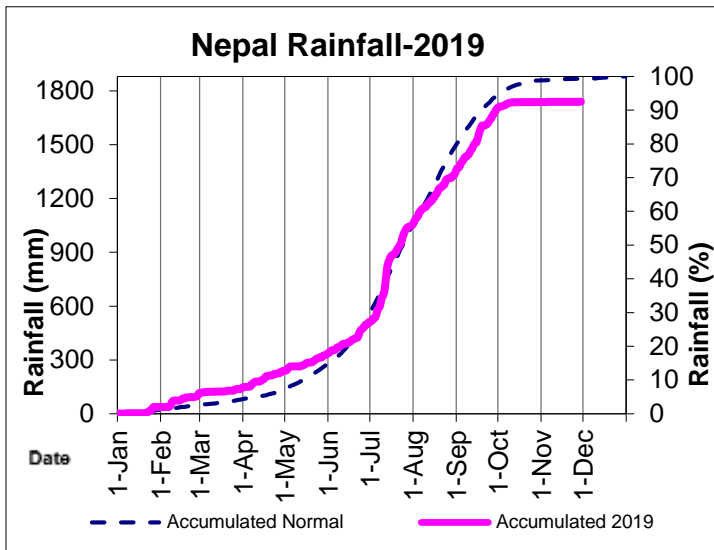 Nepal Rainfall-2019
Rainfall (mm)
1800
1500
1200
900
600
300
0
100
90
80
70
60
50
40
30
20
10
0
Rainfall (%)
Date
1-Jan
1-Feb
1-Mar
1-Apr
1-May
1-Jun
1-Jul
1-Aug
1-Sep
1-Oct
1-Nov
1-Dec
Accumulated Normal
Accumulated 2019